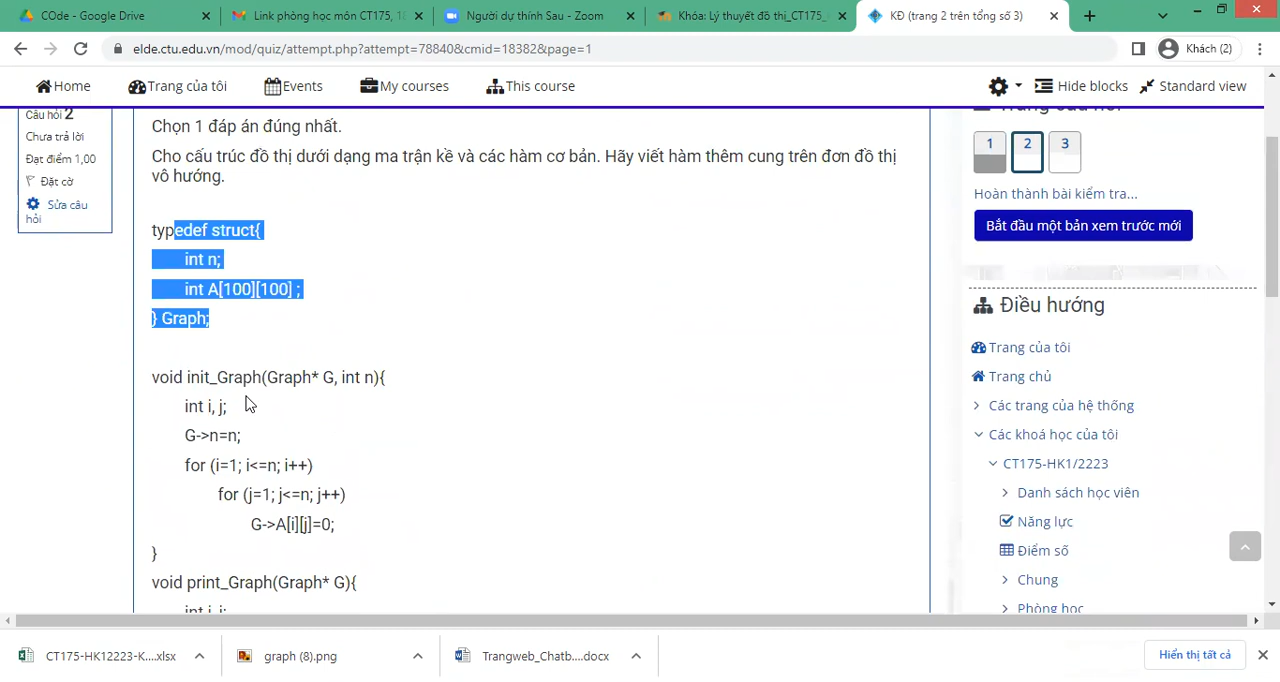 COde - Google Drive
Link phòng học môn CT175, 1
Người dự thính Sau - Zoom
Khóa: Lý thuyết đồ thị_CT175_
KĐ (trang 2 trên tổng số 3)
elde.ctu.edu.vn/mod/quiz/attempt.php?attempt=78840&cmid=18382&page=1
Khách (2)
Home
Trang của tôi
Events
My courses
This course
Hide blocks
Standard view
Câu hỏi 2
Chưa trả lời
Đạt điểm 1,00
Đặt cờ
Sửa câu
hỏi
Chọn 1 đáp án đúng nhất.
Cho cấu trúc đồ thị dưới dạng ma trận kề và các hàm cơ bản. Hãy viết hàm thêm cung trên đơn đồ thị
vô hướng.
typedef struct{
int n;
int A[100][100] ;
} Graph;
void init_Graph(Graph* G, int n){
int i, j;
G->n=n;
for (i=1; i<=n; i++)
for (j=1; j<=n; j++)
G->A[i][j]=0;
}
void print_Graph(Graph* G){
int i, j;
1
2
3
Hoàn thành bài kiểm tra...
Bắt đầu một bản xem trước mới
Điều hướng
Trang của tôi
Trang chủ
Các trang của hệ thống
Các khoá học của tôi
CT175-HK1/2223
Danh sách học viên
Năng lực
Điểm số
Chung
Phòng học
CT175-HK12223-K....xlsx
graph (8).png
Trangweb_Chatb....docx
Hiển thị tất cả